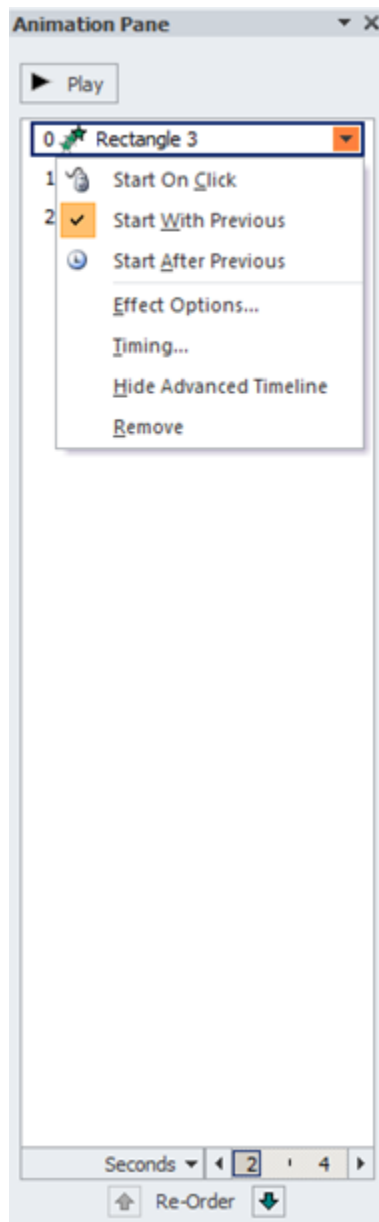 Animation Pane
Play
0 Rectangle 3
1 Start On Click
2 Start With Previous
Start After Previous
Effect Options...
Timing...
Hide Advanced Timeline
Remove
Seconds 2 4
Re-Order